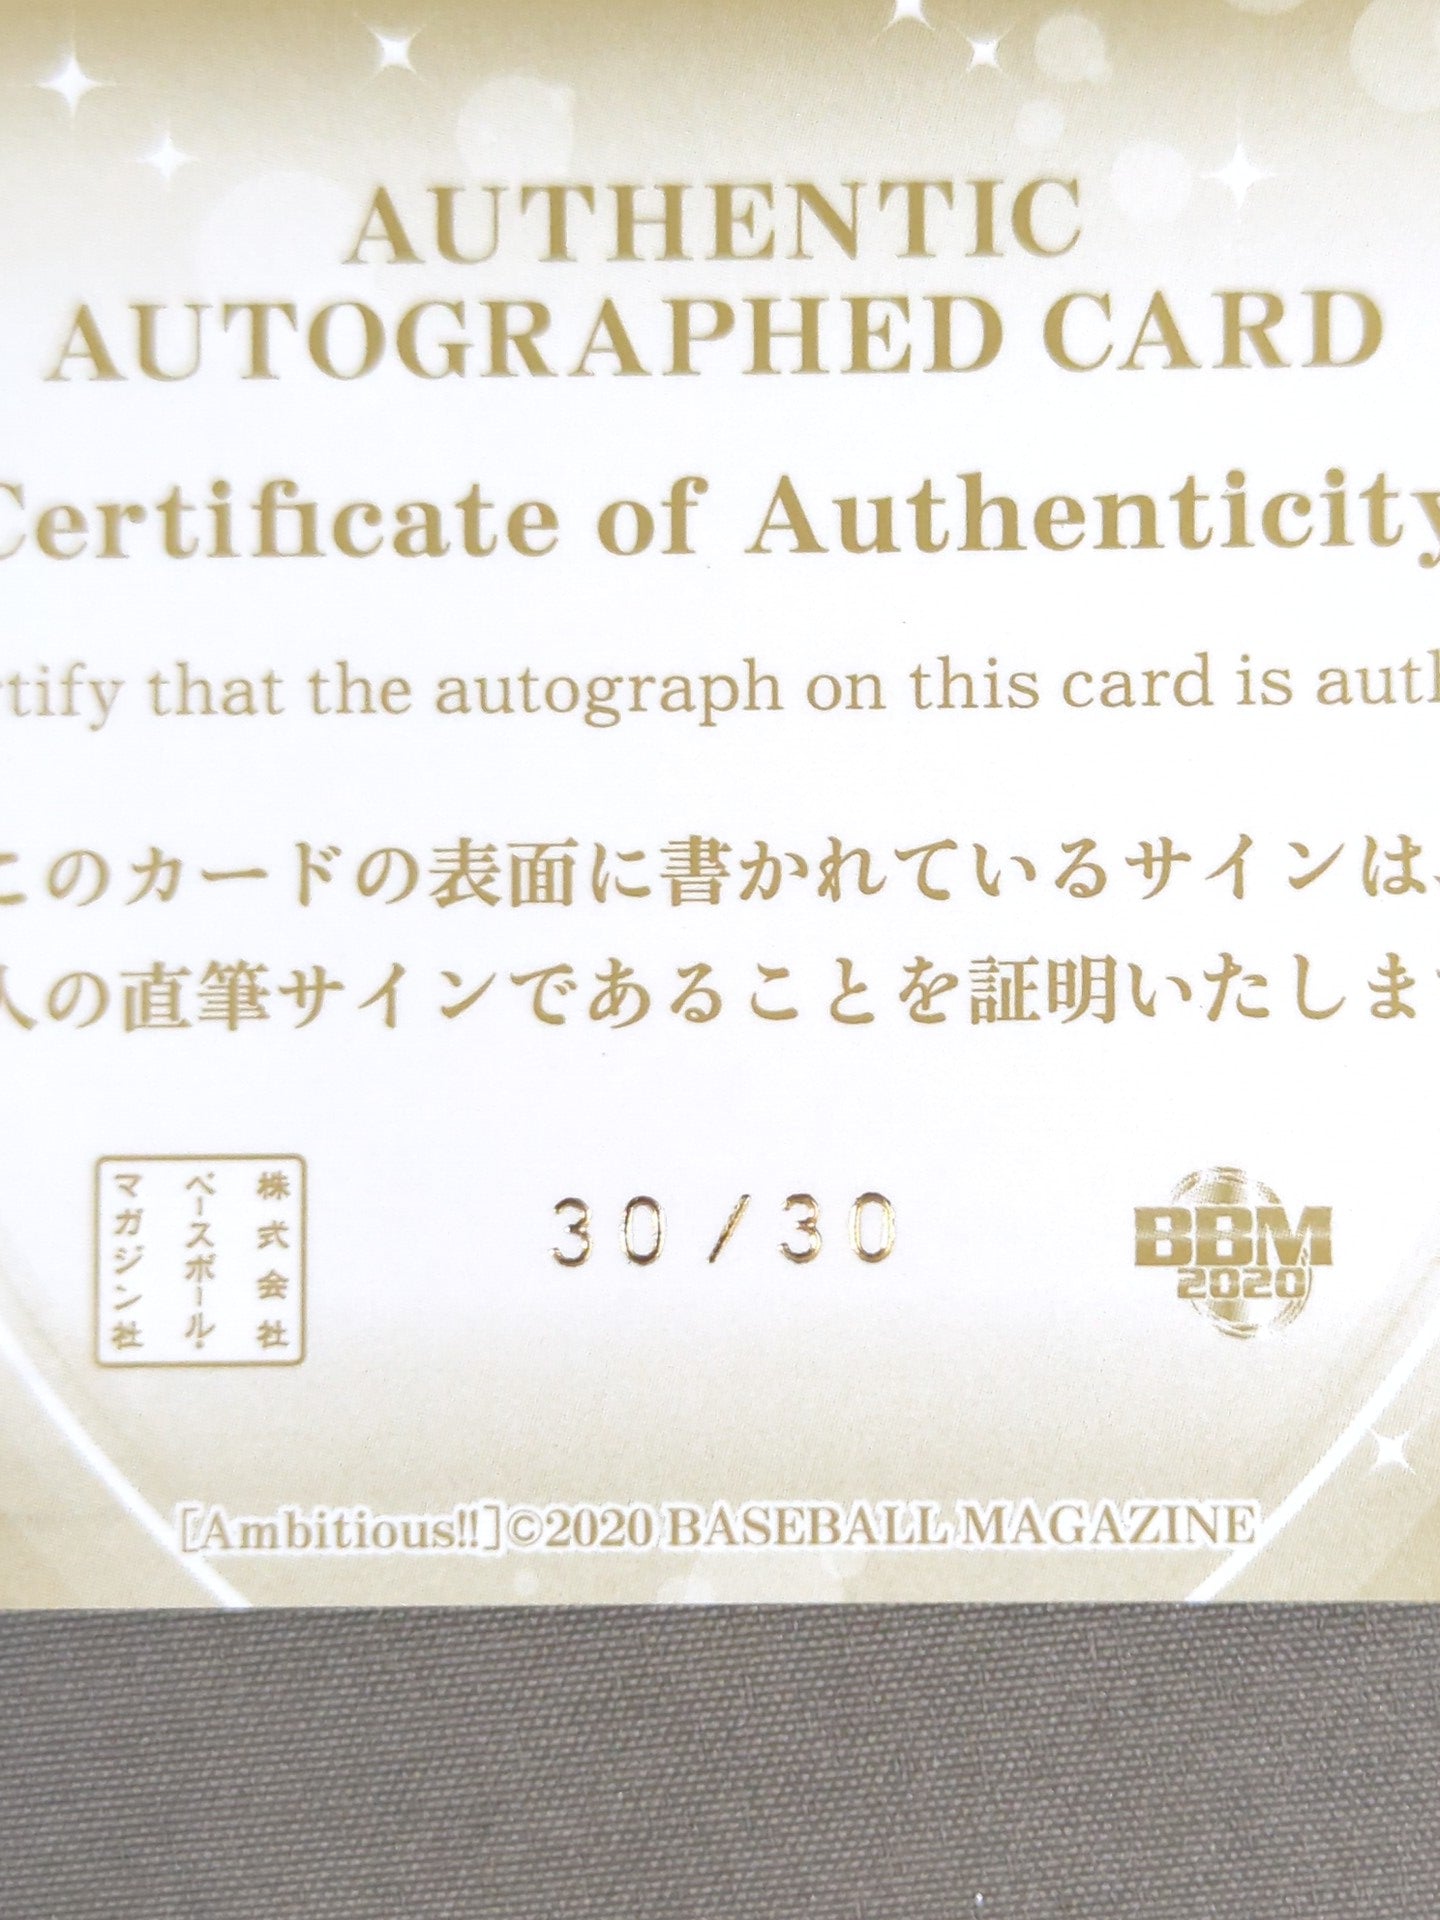 AUTHENTIC
AUTOGRAPHED CARD
Certificate of Authenticity
that the autograph on this card is
このカードの表面に書かれているサインは、
人の直筆サインであることを証明いたしま
株式会社
ベースボール・
マガジン社
30/30
BBM
2020
[Ambitious!!]©2020 BASEBALL MAGAZINE